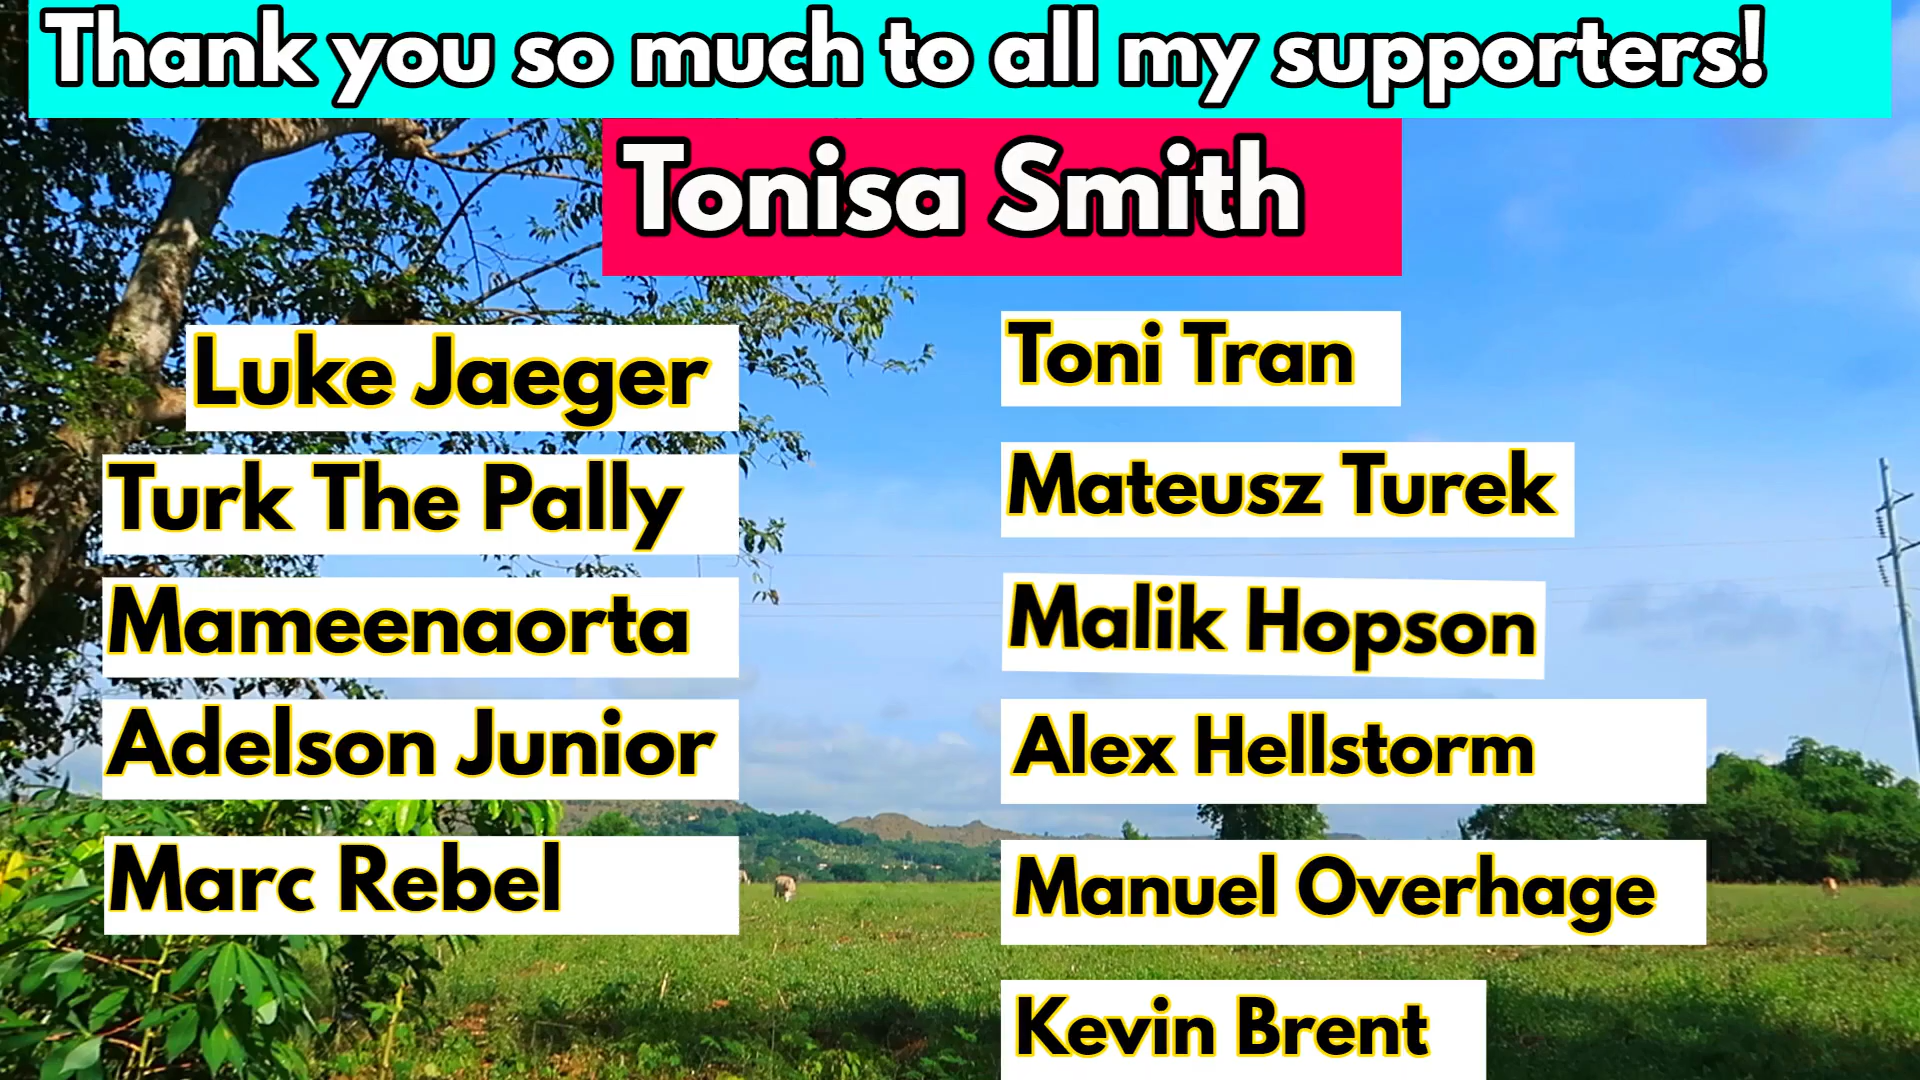 Thank you so much to all my supporters!
Tonisa Smith
Luke Jaeger
Turk The Pally
Mameenaorta
Adelson Junior
Marc Rebel
Toni Tran
Mateusz Turek
Malik Hopson
Alex Hellstorm
Manuel Overhage
Kevin Brent